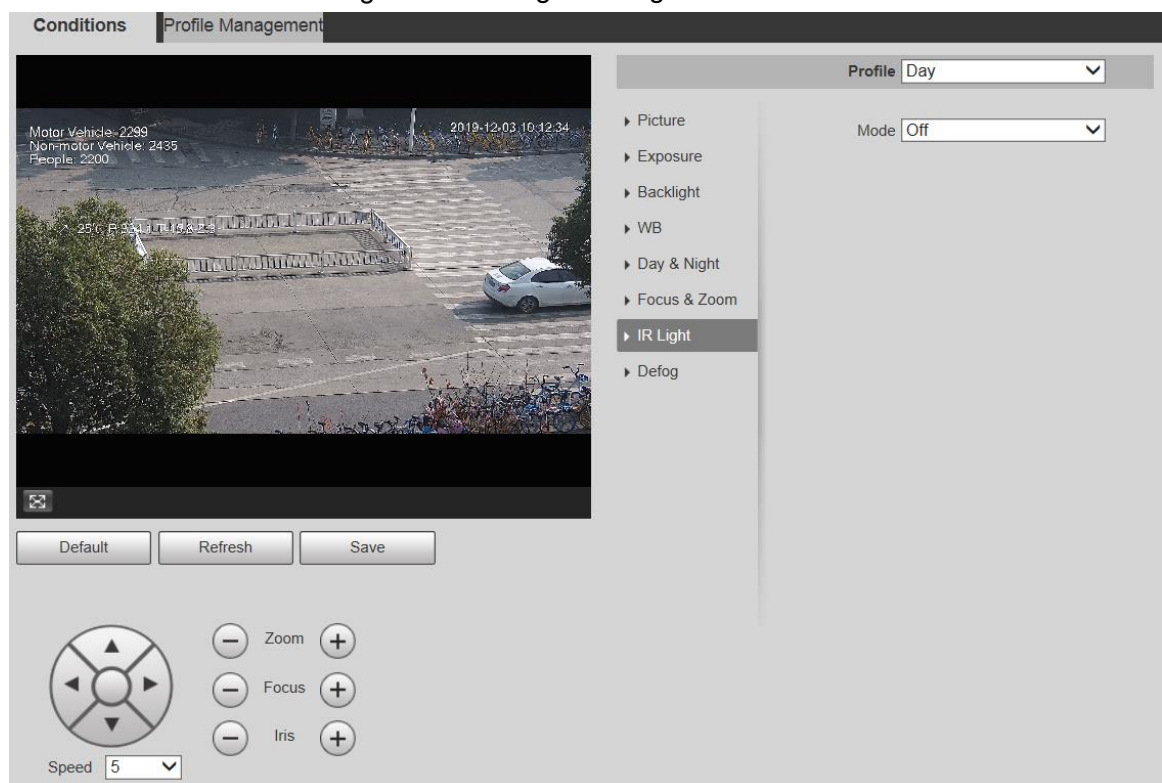 Conditions
Profile Management
Profile Day
Motor Vehicle: 2299
2019-12-03 10:12:34
Non-motor Vehicle: 2435
People: 2200
25℃
Picture
Exposure
Backlight
WB
Day & Night
Focus & Zoom
IR Light
Defog
Mode Off
Default
Refresh
Save
Zoom
Focus
Iris
Speed 5